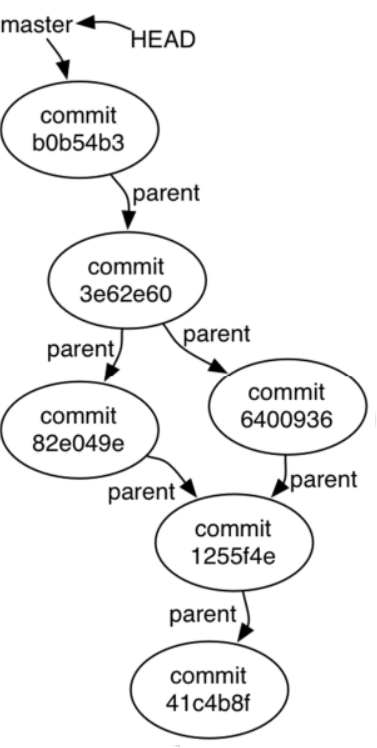 master
HEAD
commit
b0b54b3
parent
commit
3e62e60
parent
parent
commit
6400936
commit
82e049e
parent
parent
commit
1255f4e
parent
commit
41c4b8f